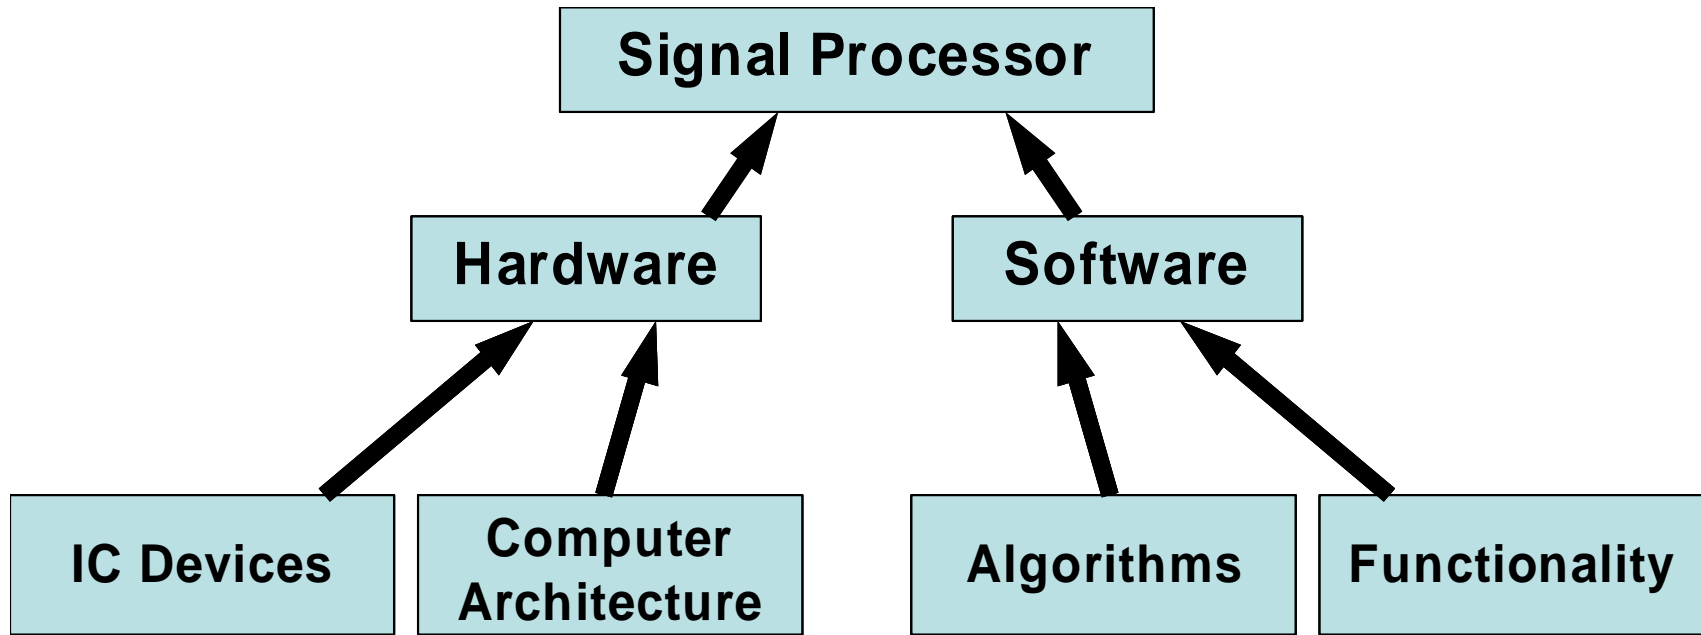 Signal Processor
Hardware
Software
IC Devices
Computer
Architecture
Algorithms
Functionality